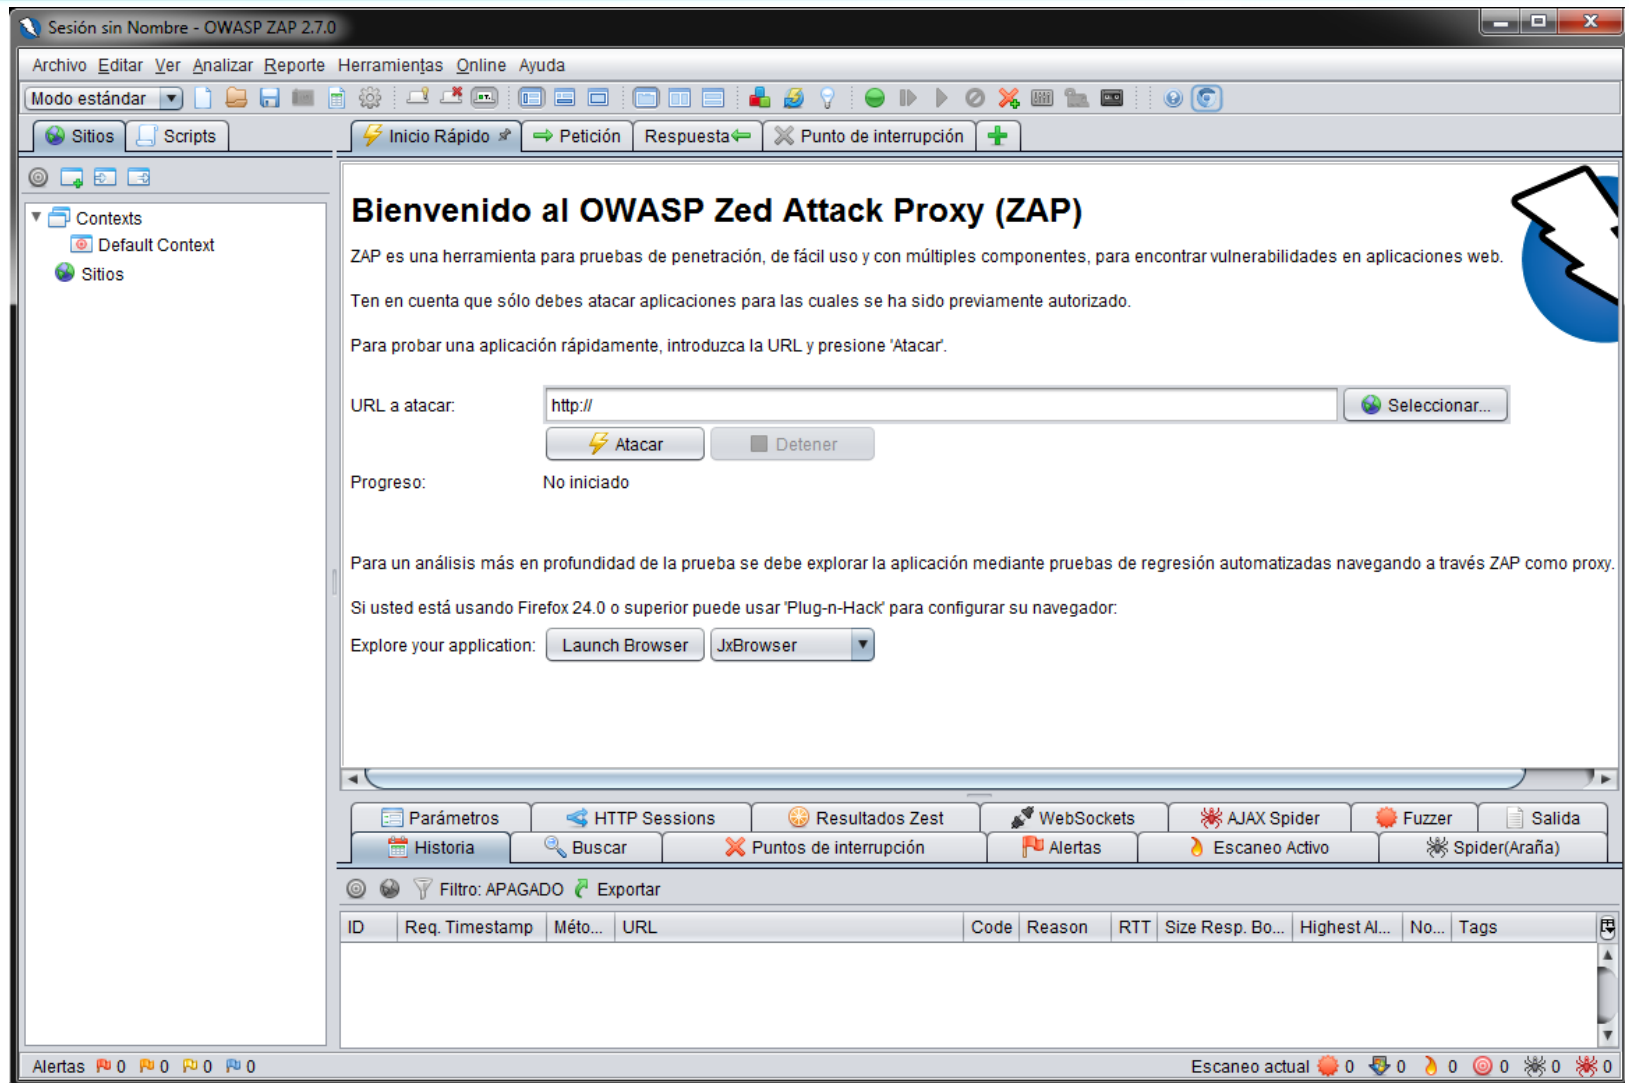 Sesión sin Nombre - OWASP ZAP 2.7.0
Archivo Editar Ver Analizar Reporte Herramientas Online Ayuda
Modo estándar
Sitios Scripts
Inicio Rápido Petición Respuesta Punto de interrupción
Contexts
Default Context
Sitios
Bienvenido al OWASP Zed Attack Proxy (ZAP)
ZAP es una herramienta para pruebas de penetración, de fácil uso y con múltiples componentes, para encontrar vulnerabilidades en aplicaciones web.
Ten en cuenta que sólo debes atacar aplicaciones para las cuales se ha sido previamente autorizado.
Para probar una aplicación rápidamente, introduzca la URL y presione 'Atacar'.
URL a atacar: http:// Seleccionar...
Atacar Detener
Progreso: No iniciado
Para un análisis más en profundidad de la prueba se debe explorar la aplicación mediante pruebas de regresión automatizadas navegando a través ZAP como proxy.
Si usted está usando Firefox 24.0 o superior puede usar 'Plug-n-Hack' para configurar su navegador:
Explore your application: Launch Browser JxBrowser
Parámetros HTTP Sessions Resultados Zest WebSockets AJAX Spider Fuzzer Salida
Historia Buscar Puntos de interrupción Alertas Escaneo Activo Spider(Araña)
Filtro: APAGADO Exportar
ID Req. Timestamp Méto... URL Code Reason RTT Size Resp. Bo... Highest Al... No... Tags
Alertas 0 0 0 0 Escaneo actual 0 0 0 0 0 0